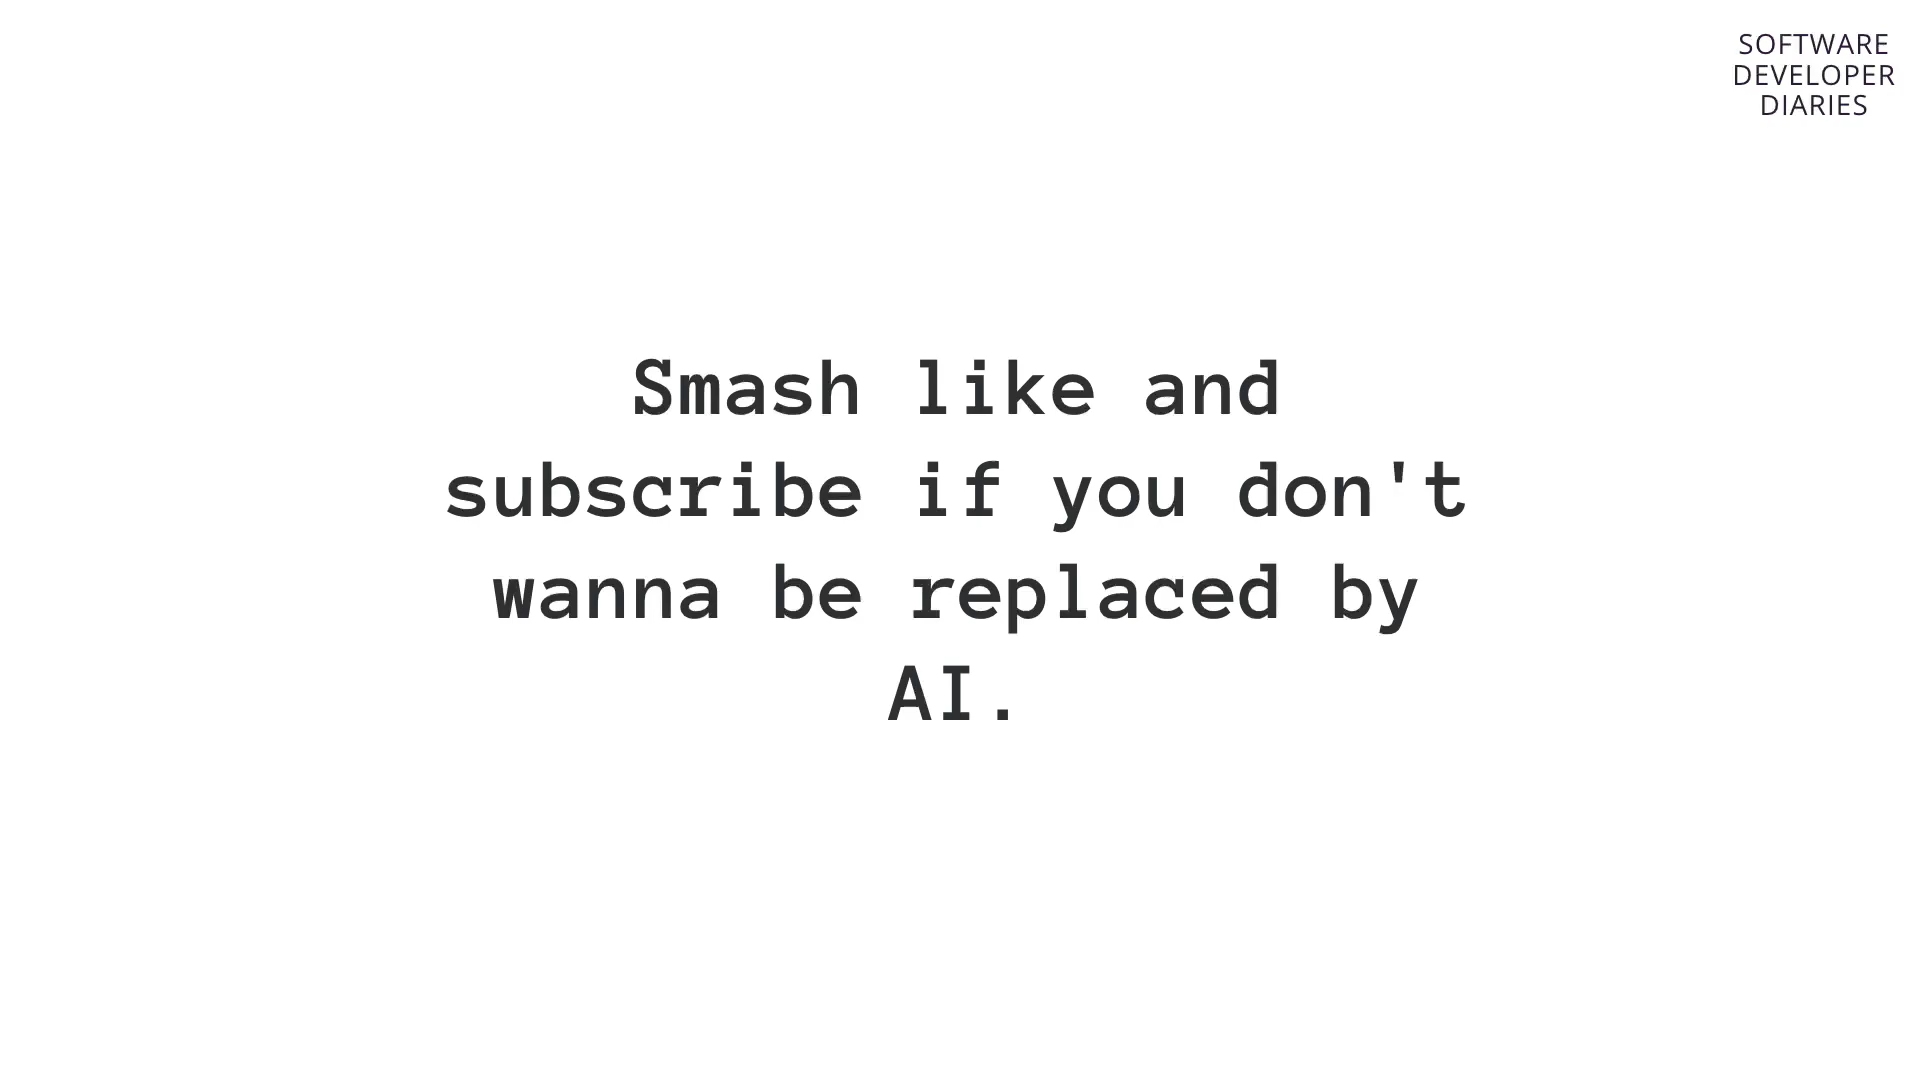 SOFTWARE
DEVELOPER
DIARIES
Smash like and
subscribe if you don't
wanna be replaced by
AI.